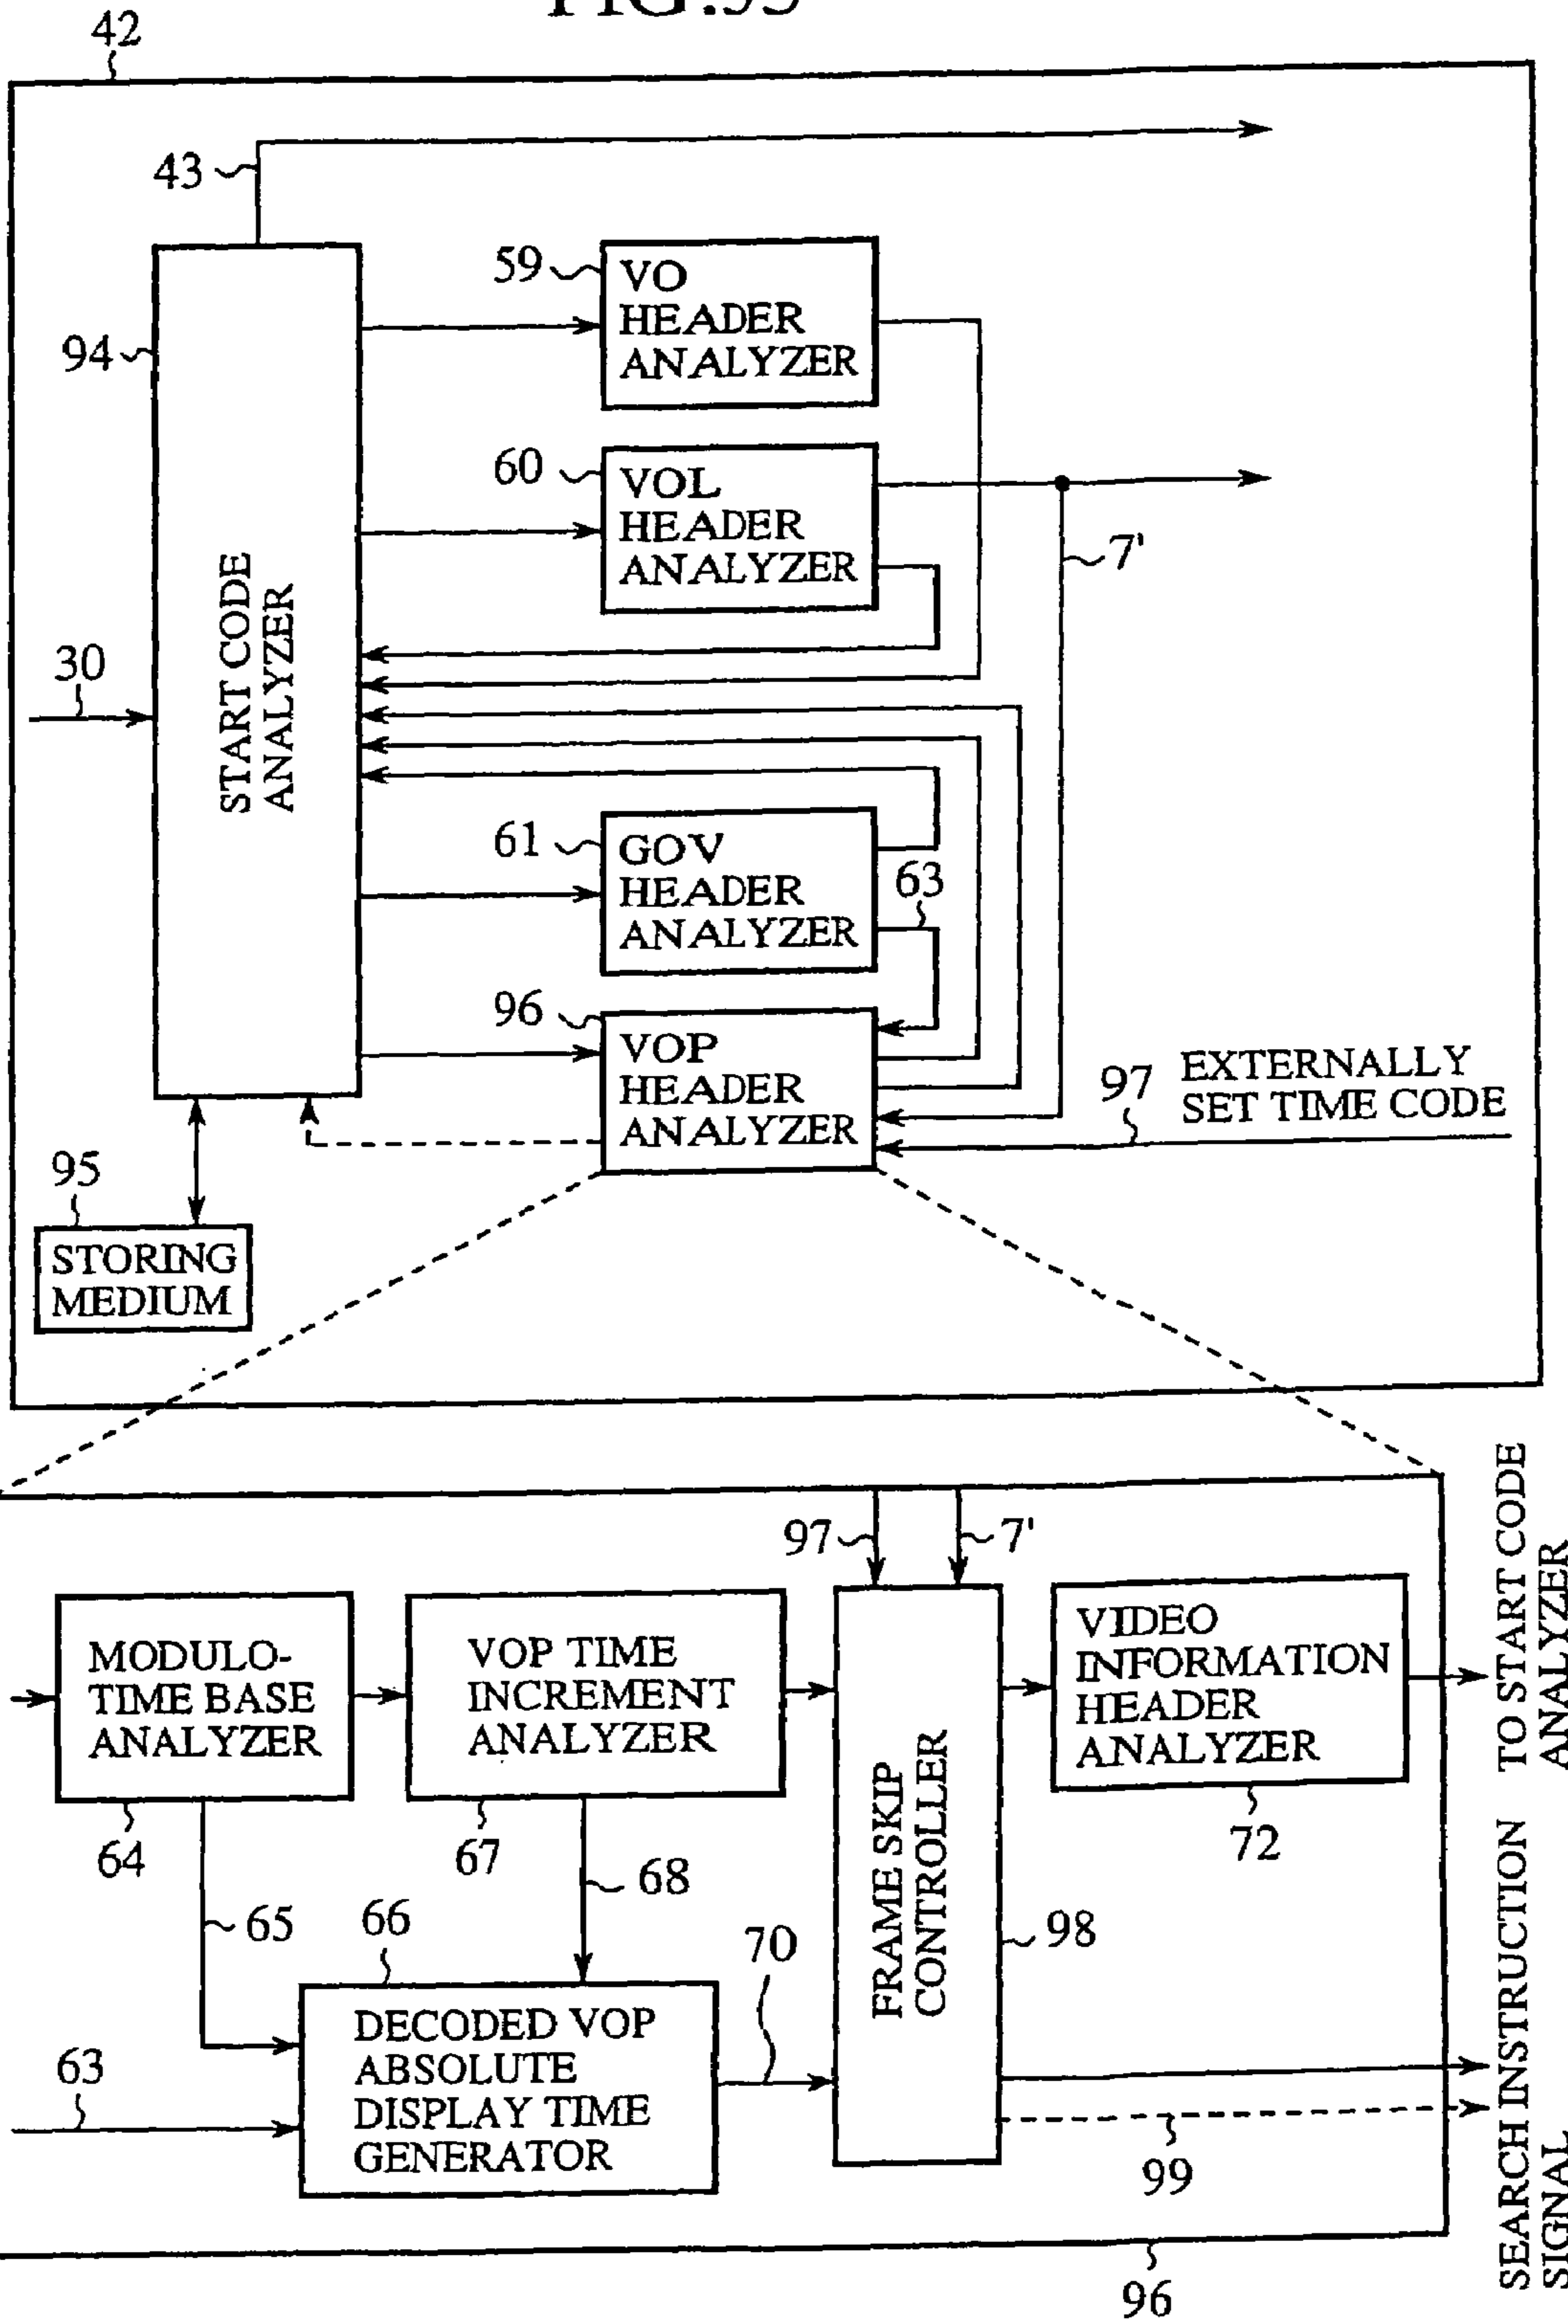 42
43
59
VO
HEADER
ANALYZER
94
60
VOL
HEADER
ANALYZER
7'
START CODE
ANALYZER
30
61
GOV
HEADER
ANALYZER
63
96
VOP
HEADER
ANALYZER
97
EXTERNALLY
SET TIME CODE
95
STORING
MEDIUM
97
7'
TO START CODE
ANALYZER
MODULO-
TIME BASE
ANALYZER
VOP TIME
INCREMENT
ANALYZER
VIDEO
INFORMATION
HEADER
ANALYZER
FRAME SKIP
CONTROLLER
64
67
72
65
68
66
70
98
DECODED VOP
ABSOLUTE
DISPLAY TIME
GENERATOR
63
99
SEARCH INSTRUCTION
SIGNAL
96